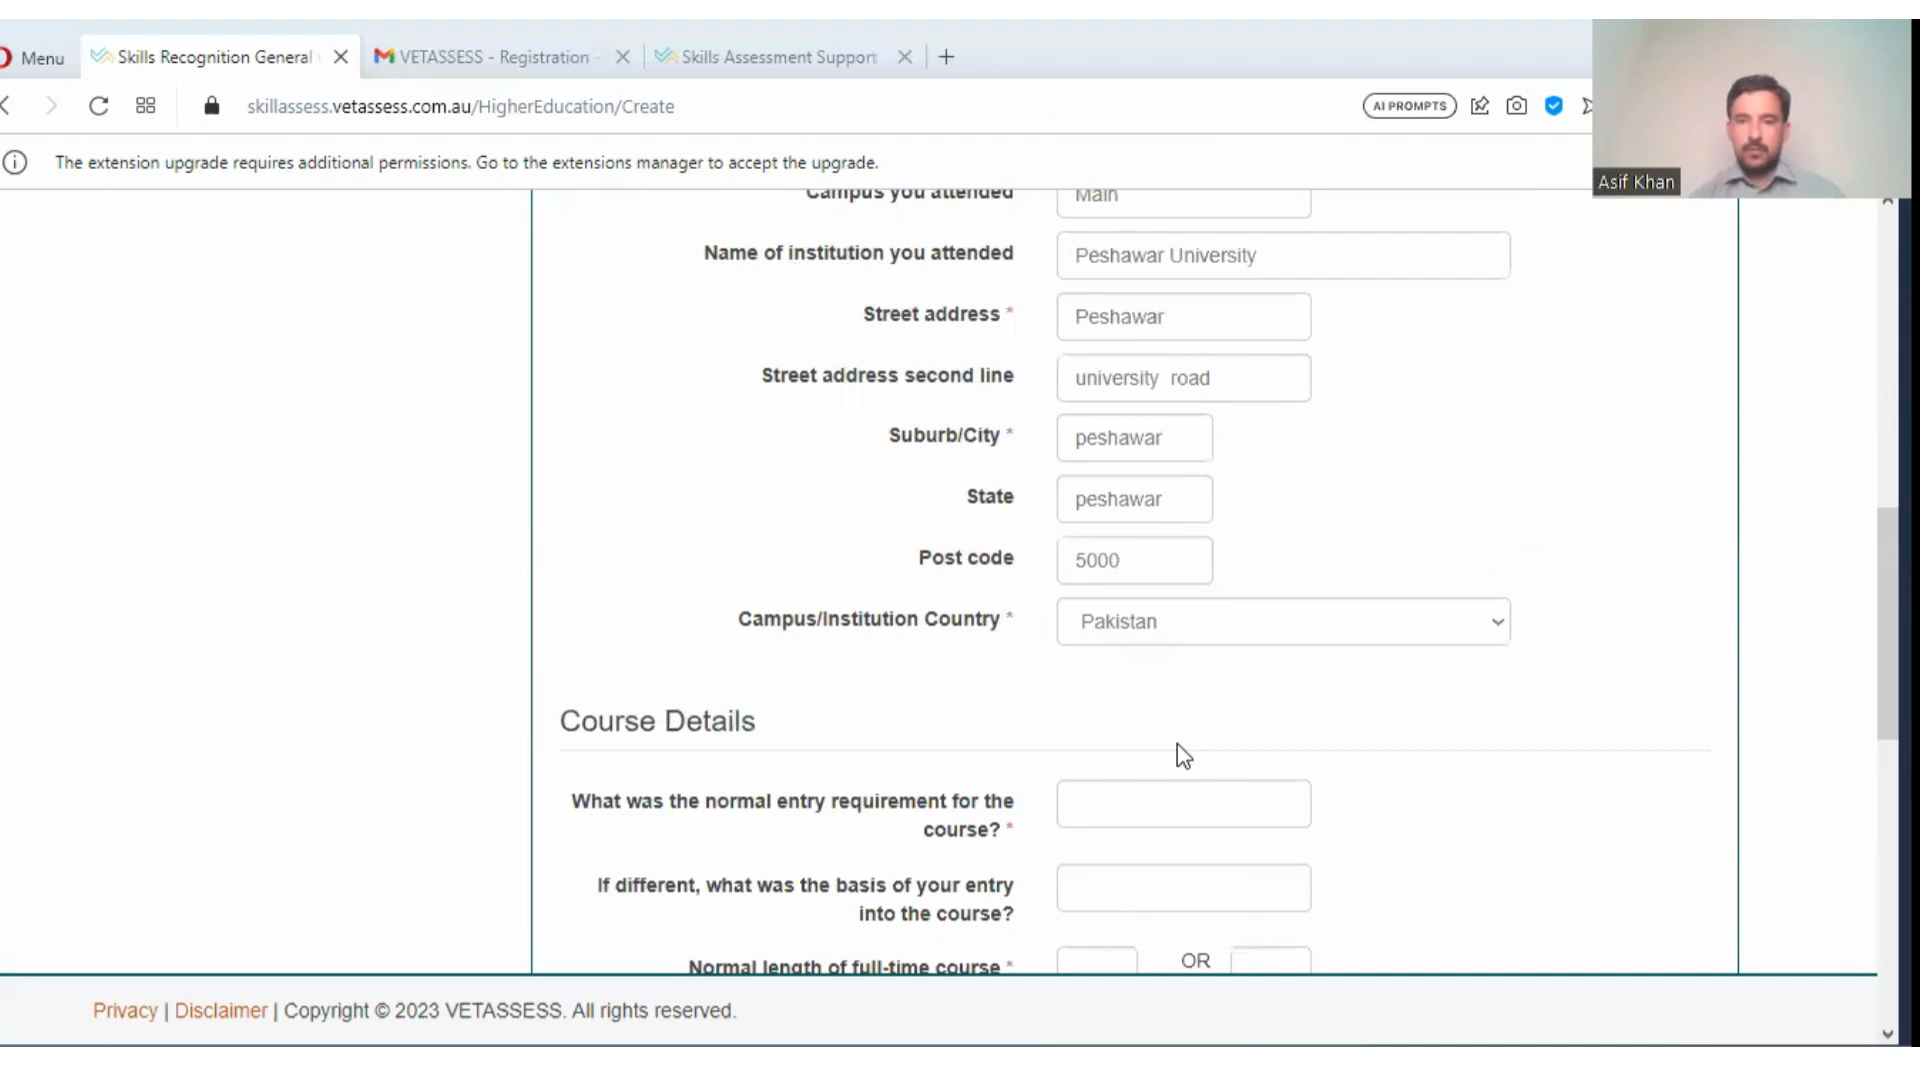 Menu
Skills Recognition General
VETASSESS - Registration -
Skills Assessment Support
skillassess.vetassess.com.au/HigherEducation/Create
AI PROMPTS
The extension upgrade requires additional permissions. Go to the extensions manager to accept the upgrade.
Asif Khan
Campus you attended
Main
Name of institution you attended
Peshawar University
Street address *
Peshawar
Street address second line
university road
Suburb/City *
peshawar
State
peshawar
Post code
5000
Campus/Institution Country *
Pakistan
Course Details
What was the normal entry requirement for the
course? *
If different, what was the basis of your entry
into the course?
Normal length of full-time course *
OR
Privacy | Disclaimer | Copyright © 2023 VETASSESS. All rights reserved.